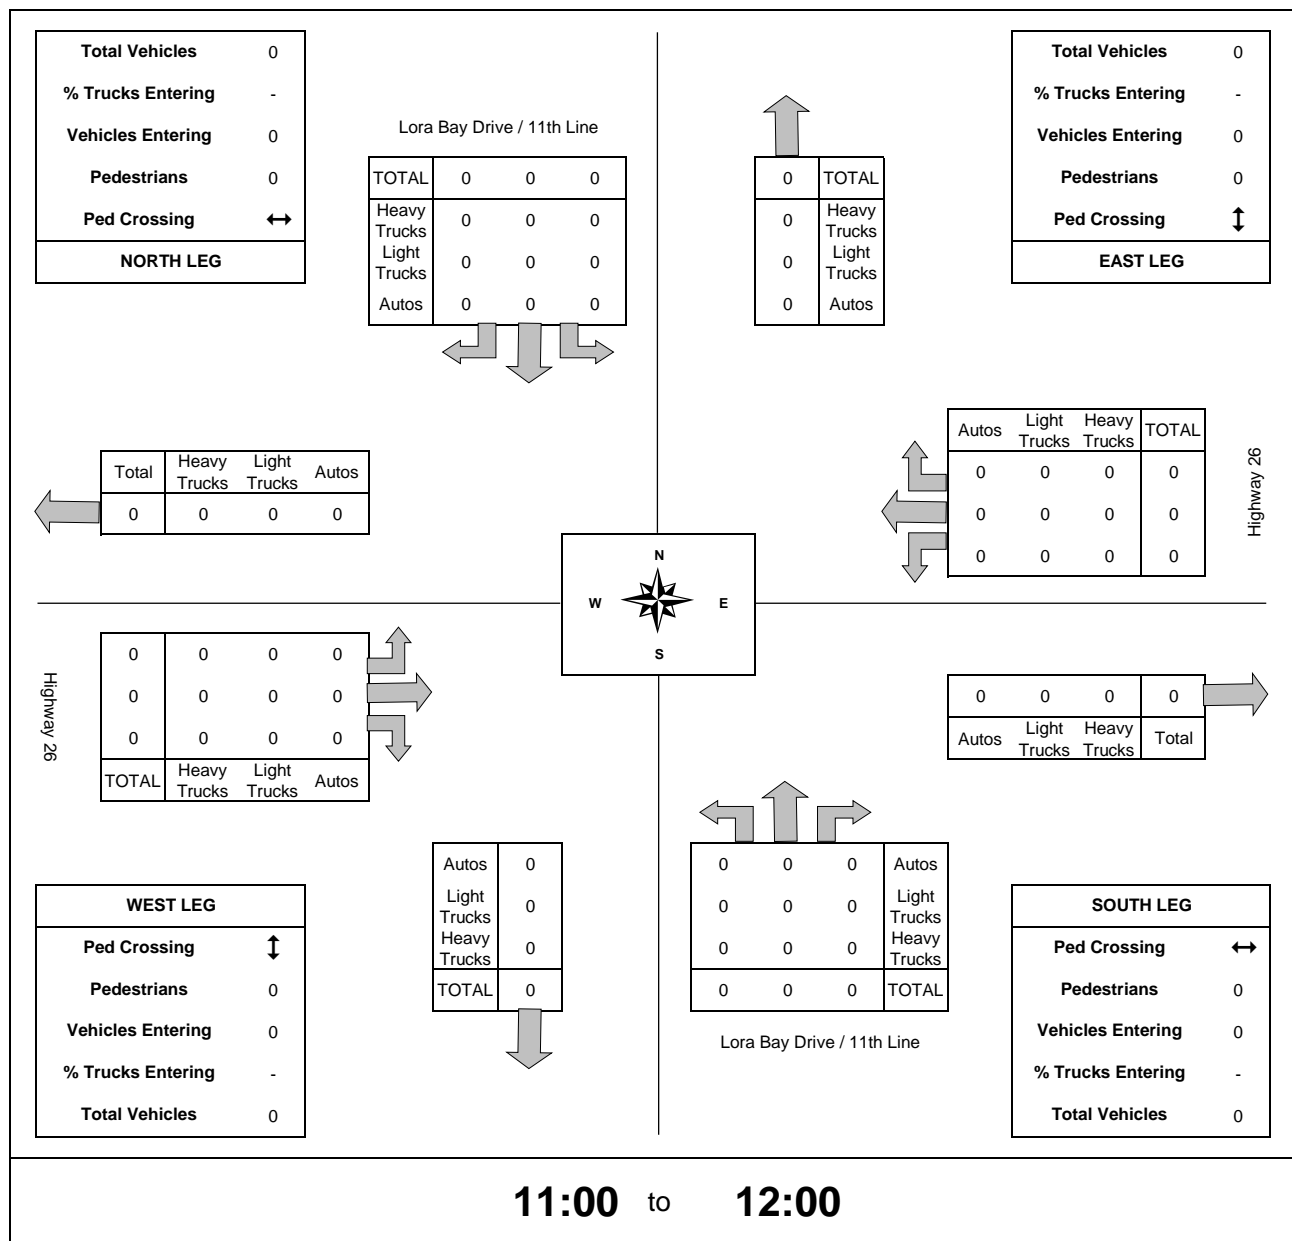 Total Vehicles 0
% Trucks Entering -
Vehicles Entering 0
Pedestrians 0
Ped Crossing ↔
NORTH LEG
Lora Bay Drive / 11th Line
TOTAL 0 0 0
Heavy Trucks 0 0 0
Light Trucks 0 0 0
Autos 0 0 0
0 TOTAL
0 Heavy Trucks
0 Light Trucks
0 Autos
Total Vehicles 0
% Trucks Entering -
Vehicles Entering 0
Pedestrians 0
Ped Crossing ↕
EAST LEG
Total Heavy Trucks Light Trucks Autos
0 0 0 0
Autos Light Trucks Heavy Trucks TOTAL
0 0 0 0
0 0 0 0
0 0 0 0
Highway 26
N
W E
S
Highway 26
0 0 0 0
0 0 0 0
0 0 0 0
TOTAL Heavy Trucks Light Trucks Autos
0 0 0 0
Autos Light Trucks Heavy Trucks Total
Autos 0
Light Trucks 0
Heavy Trucks 0
TOTAL 0
0 0 0 Autos
0 0 0 Light Trucks
0 0 0 Heavy Trucks
0 0 0 TOTAL
Lora Bay Drive / 11th Line
WEST LEG
Ped Crossing ↕
Pedestrians 0
Vehicles Entering 0
% Trucks Entering -
Total Vehicles 0
SOUTH LEG
Ped Crossing ↔
Pedestrians 0
Vehicles Entering 0
% Trucks Entering -
Total Vehicles 0
11:00 to 12:00